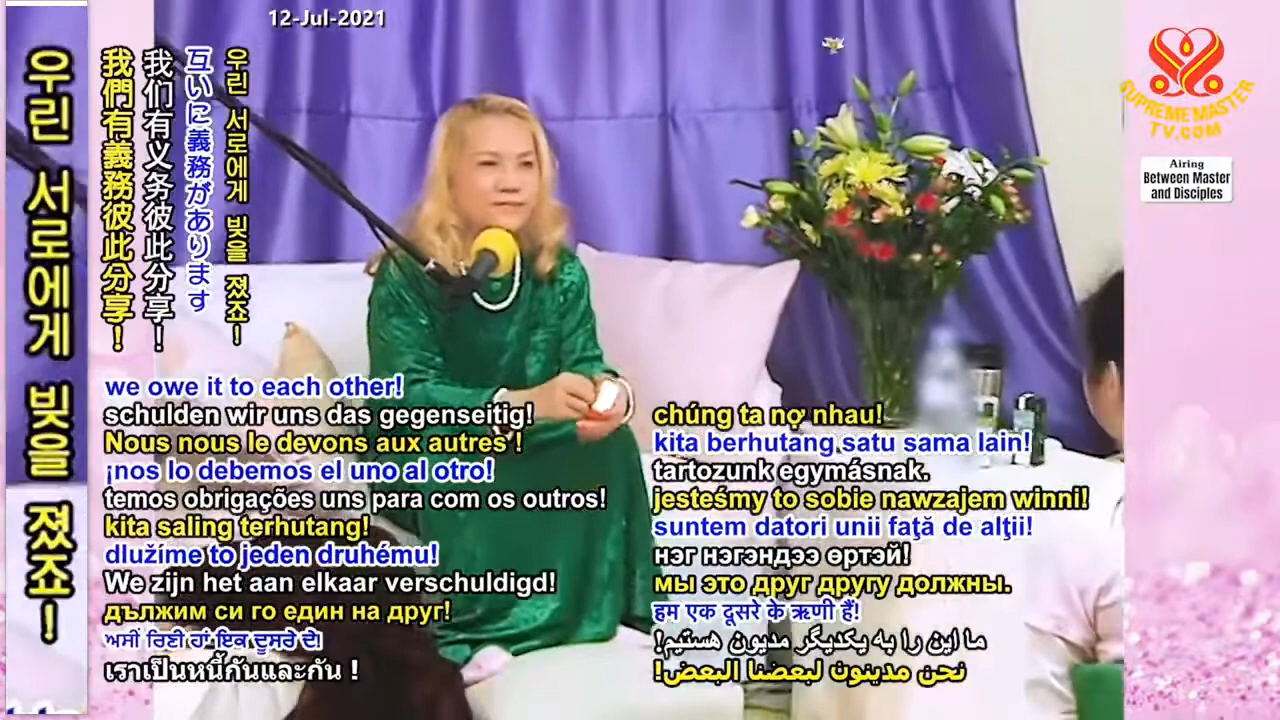 12-Jul-2021
SUPREME MASTER
TV.COM
Airing
Between Master
and Disciples
우린 서로에게 빚을 졌죠!
我們有義務彼此分享！
我们有义务彼此分享！
互いに義務があります
우린 서로에게 빚을 졌죠!
we owe it to each other!
schulden wir uns das gegenseitig!
Nous nous le devons aux autres !
¡nos lo debemos el uno al otro!
temos obrigações uns para com os outros!
kita saling terhutang!
dlužíme to jeden druhému!
We zijn het aan elkaar verschuldigd!
дължим си го един на друг!
ਅਸੀਂ ਰਿਣੀ ਹਾਂ ਇਕ ਦੂਸਰੇ ਦੇ!
เราเป็นหนี้กันและกัน !
chúng ta nợ nhau!
kita berhutang satu sama lain!
tartozunk egymásnak.
jesteśmy to sobie nawzajem winni!
suntem datori unii faţă de alţii!
нэг нэгэндээ өртэй!
мы это друг другу должны.
हम एक दूसरे के ऋणी हैं!
ما این را به یکدیگر مدیون هستیم!
نحن مدينون لبعضنا البعض!